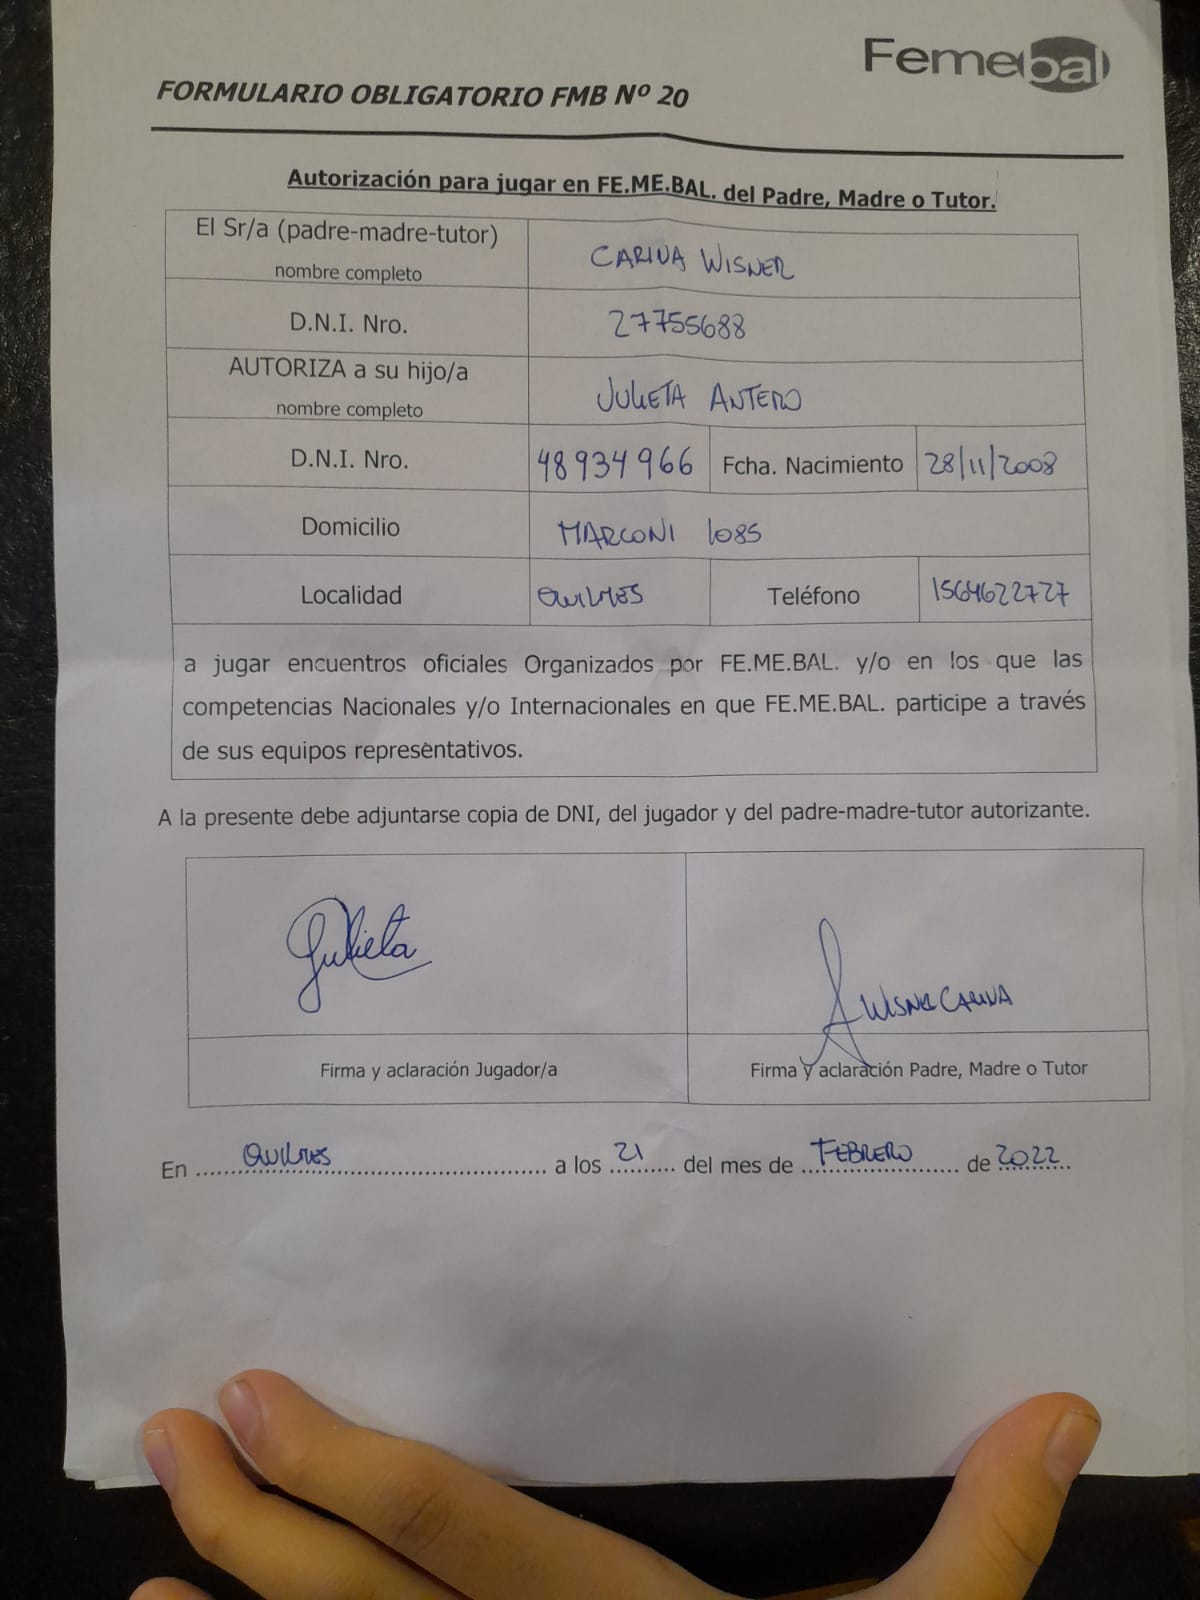 Femebal
FORMULARIO OBLIGATORIO FMB Nº 20
Autorización para jugar en FE.ME.BAL. del Padre, Madre o Tutor.
El Sr/a (padre-madre-tutor) nombre completo CARINA WISNER
D.N.I. Nro. 27755688
AUTORIZA a su hijo/a nombre completo JULIETA ANTERO
D.N.I. Nro. 48934966 Fcha. Nacimiento 28/11/2008
Domicilio MARCONI 1085
Localidad QUILMES Teléfono 1564622727
a jugar encuentros oficiales Organizados por FE.ME.BAL. y/o en los que las
competencias Nacionales y/o Internacionales en que FE.ME.BAL. participe a través
de sus equipos representativos.
A la presente debe adjuntarse copia de DNI, del jugador y del padre-madre-tutor autorizante.
Julieta
WISNER CARINA
Firma y aclaración Jugador/a Firma y aclaración Padre, Madre o Tutor
En QUILMES a los 21 del mes de FEBRERO de 2022